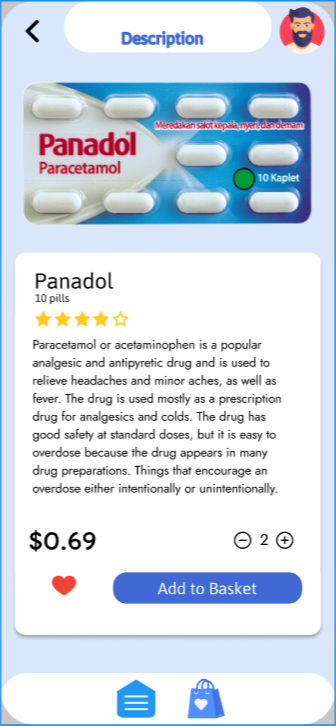 Description
Meredakan sakit kepala, nyeri, dan demam
Panadol
Paracetamol
10 Kaplet
Panadol
10 pills
Paracetamol or acetaminophen is a popular
analgesic and antipyretic drug and is used to
relieve headaches and minor aches, as well as
fever. The drug is used mostly as a prescription
drug for analgesics and colds. The drug has
good safety at standard doses, but it is easy to
overdose because the drug appears in many
drug preparations. Things that encourage an
overdose either intentionally or unintentionally.
$0.69
2
Add to Basket